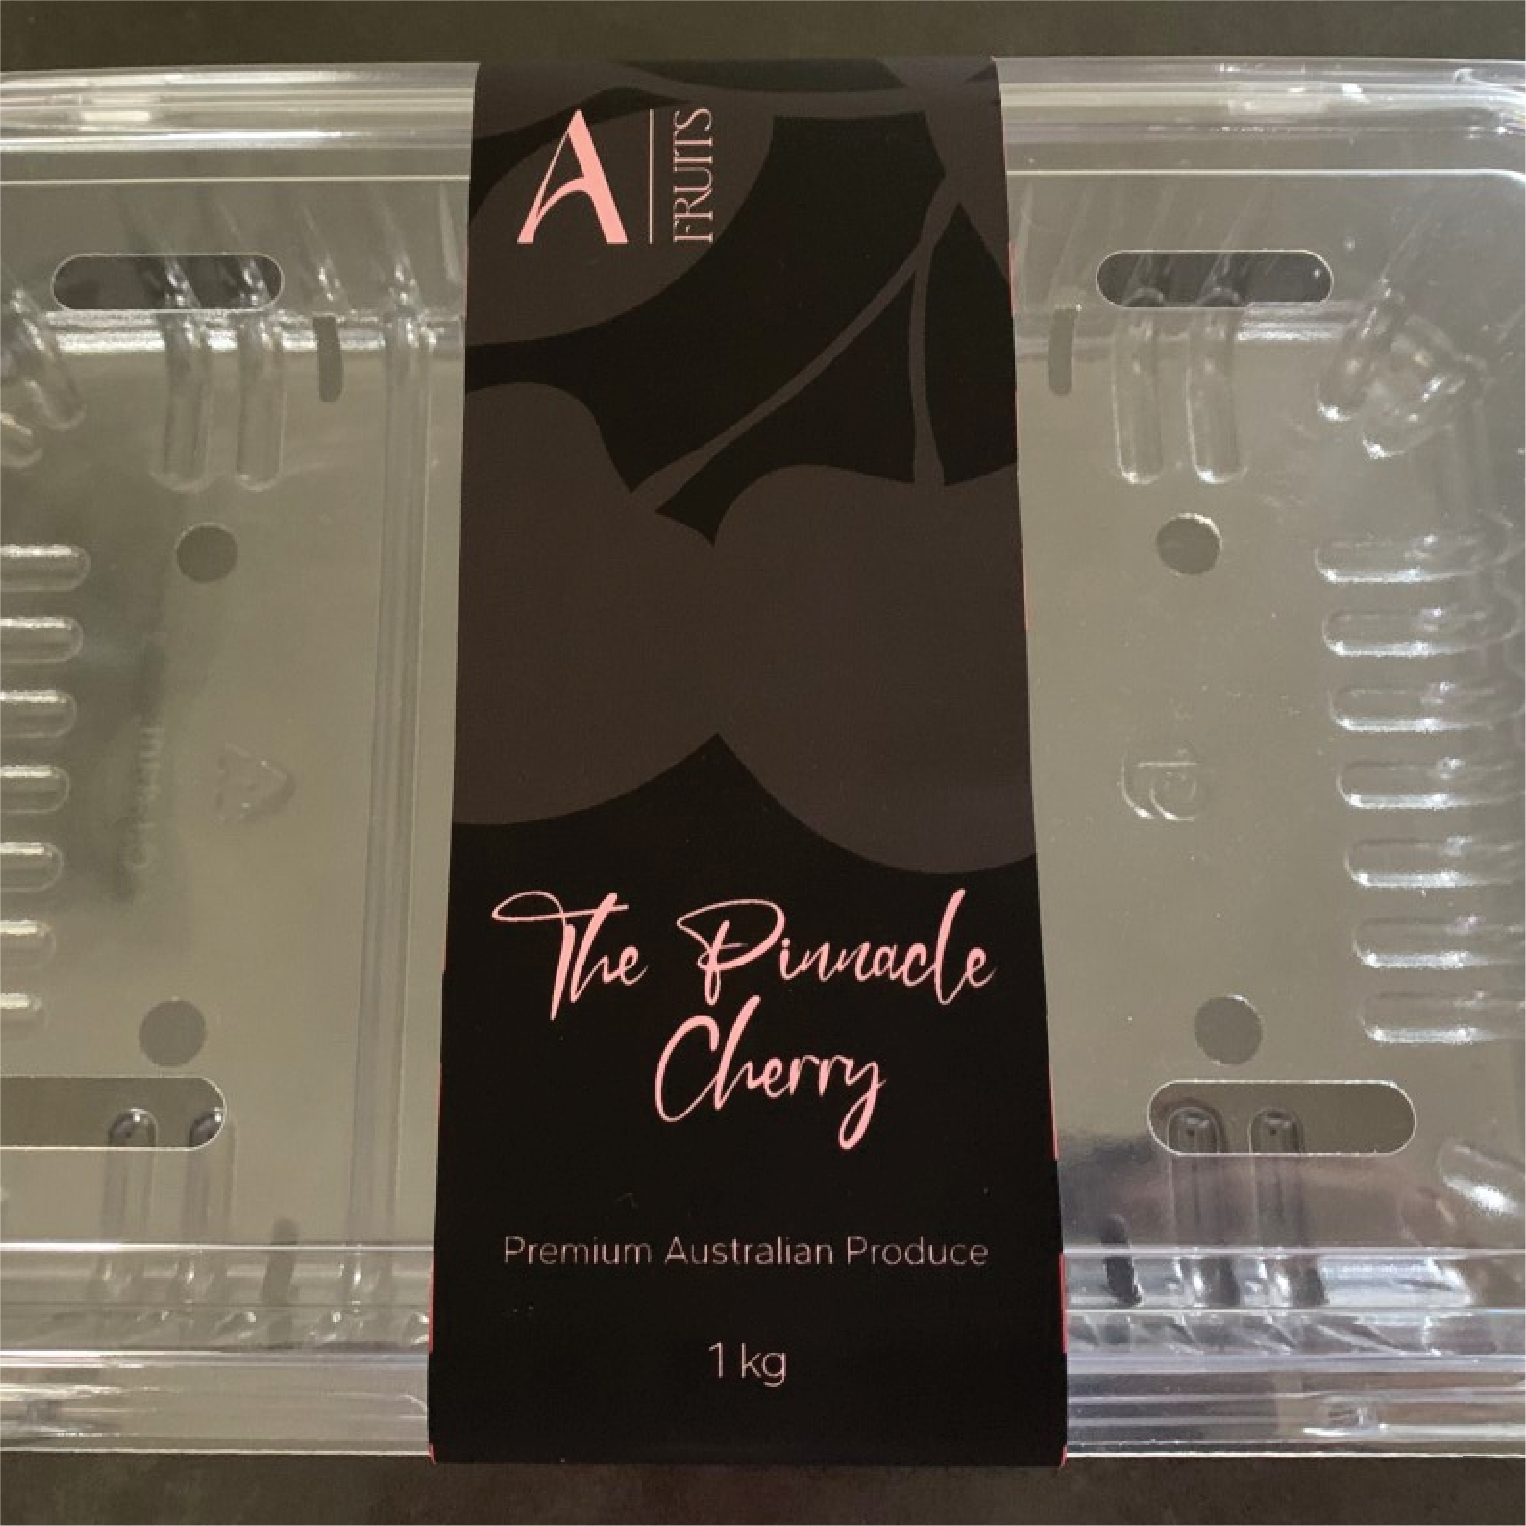 A
FRUITS
The Pinnacle
Cherry
Premium Australian Produce
1 kg